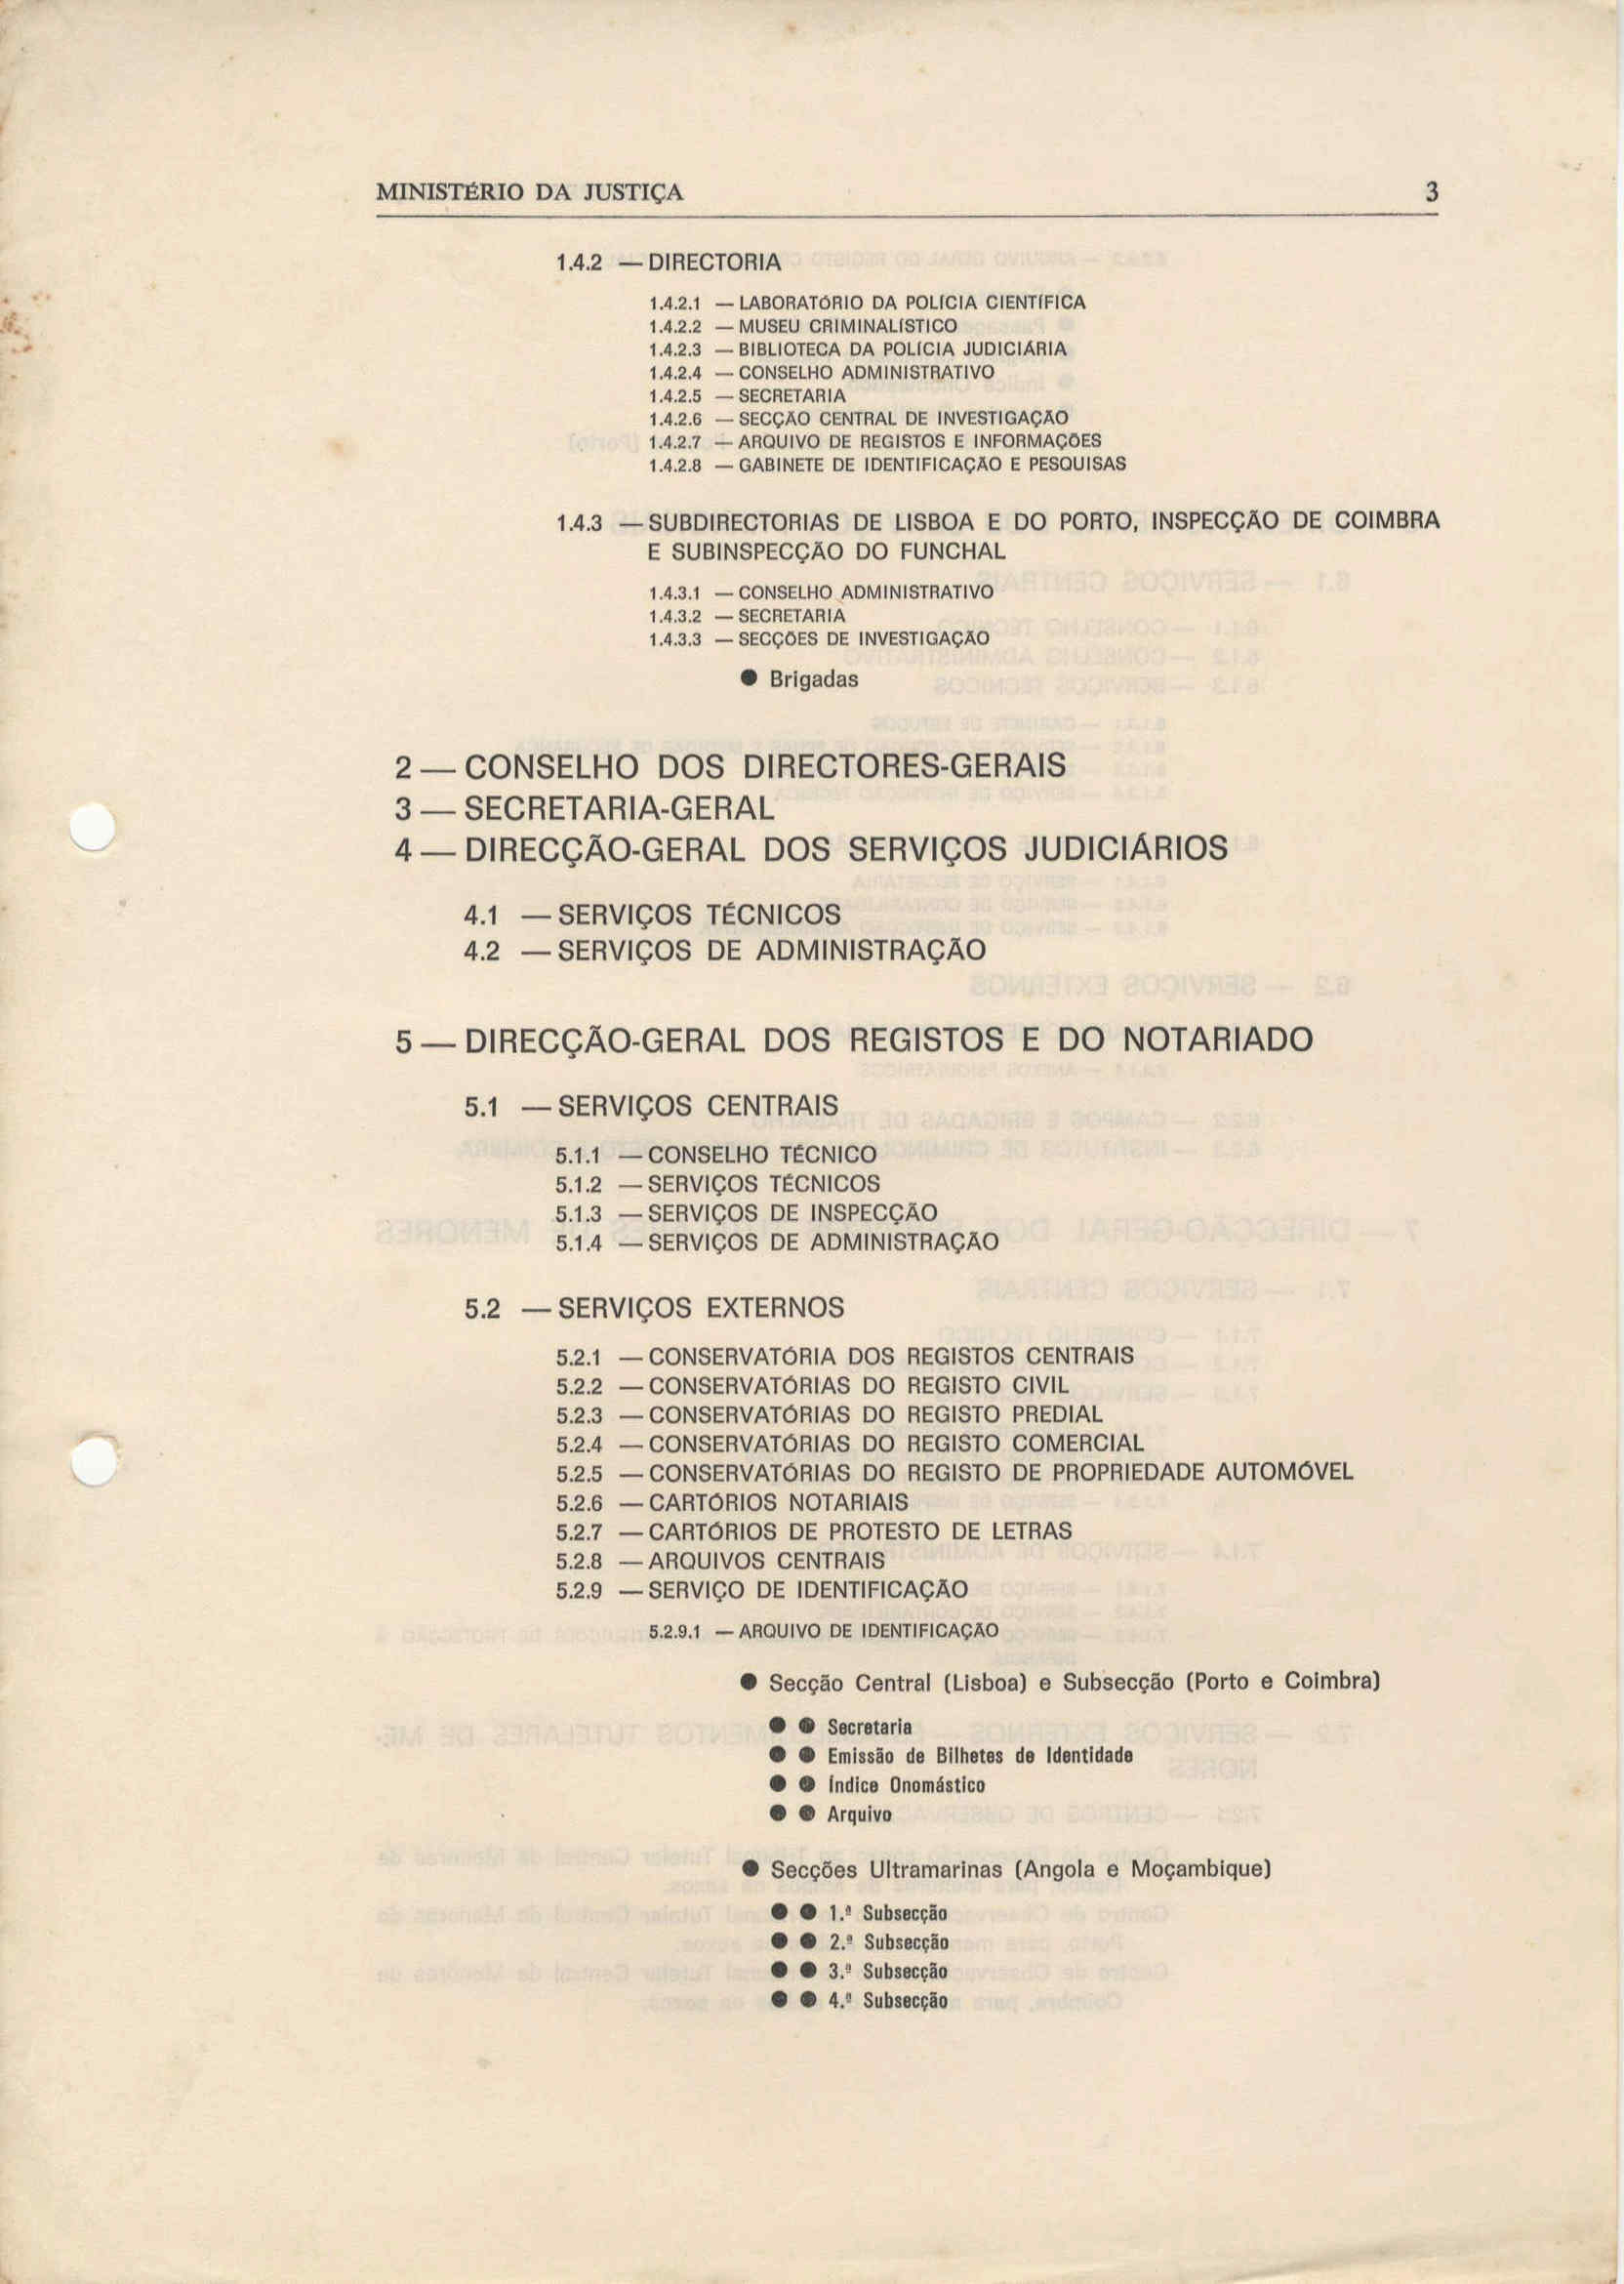 MINISTÉRIO DA JUSTIÇA 3
1.4.2 — DIRECTORIA
1.4.2.1 — LABORATÓRIO DA POLÍCIA CIENTÍFICA
1.4.2.2 — MUSEU CRIMINALÍSTICO
1.4.2.3 — BIBLIOTECA DA POLÍCIA JUDICIÁRIA
1.4.2.4 — CONSELHO ADMINISTRATIVO
1.4.2.5 — SECRETARIA
1.4.2.6 — SECÇÃO CENTRAL DE INVESTIGAÇÃO
1.4.2.7 — ARQUIVO DE REGISTOS E INFORMAÇÕES
1.4.2.8 — GABINETE DE IDENTIFICAÇÃO E PESQUISAS
1.4.3 — SUBDIRECTORIAS DE LISBOA E DO PORTO, INSPECÇÃO DE COIMBRA
E SUBINSPECÇÃO DO FUNCHAL
1.4.3.1 — CONSELHO ADMINISTRATIVO
1.4.3.2 — SECRETARIA
1.4.3.3 — SECÇÕES DE INVESTIGAÇÃO
● Brigadas
2 — CONSELHO DOS DIRECTORES-GERAIS
3 — SECRETARIA-GERAL
4 — DIRECÇÃO-GERAL DOS SERVIÇOS JUDICIÁRIOS
4.1 — SERVIÇOS TÉCNICOS
4.2 — SERVIÇOS DE ADMINISTRAÇÃO
5 — DIRECÇÃO-GERAL DOS REGISTOS E DO NOTARIADO
5.1 — SERVIÇOS CENTRAIS
5.1.1 — CONSELHO TÉCNICO
5.1.2 — SERVIÇOS TÉCNICOS
5.1.3 — SERVIÇOS DE INSPECÇÃO
5.1.4 — SERVIÇOS DE ADMINISTRAÇÃO
5.2 — SERVIÇOS EXTERNOS
5.2.1 — CONSERVATÓRIA DOS REGISTOS CENTRAIS
5.2.2 — CONSERVATÓRIAS DO REGISTO CIVIL
5.2.3 — CONSERVATÓRIAS DO REGISTO PREDIAL
5.2.4 — CONSERVATÓRIAS DO REGISTO COMERCIAL
5.2.5 — CONSERVATÓRIAS DO REGISTO DE PROPRIEDADE AUTOMÓVEL
5.2.6 — CARTÓRIOS NOTARIAIS
5.2.7 — CARTÓRIOS DE PROTESTO DE LETRAS
5.2.8 — ARQUIVOS CENTRAIS
5.2.9 — SERVIÇO DE IDENTIFICAÇÃO
5.2.9.1 — ARQUIVO DE IDENTIFICAÇÃO
● Secção Central (Lisboa) e Subsecção (Porto e Coimbra)
● ● Secretaria
● ● Emissão de Bilhetes de Identidade
● ● Índice Onomástico
● ● Arquivo
● Secções Ultramarinas (Angola e Moçambique)
● ● 1.ª Subsecção
● ● 2.ª Subsecção
● ● 3.ª Subsecção
● ● 4.ª Subsecção